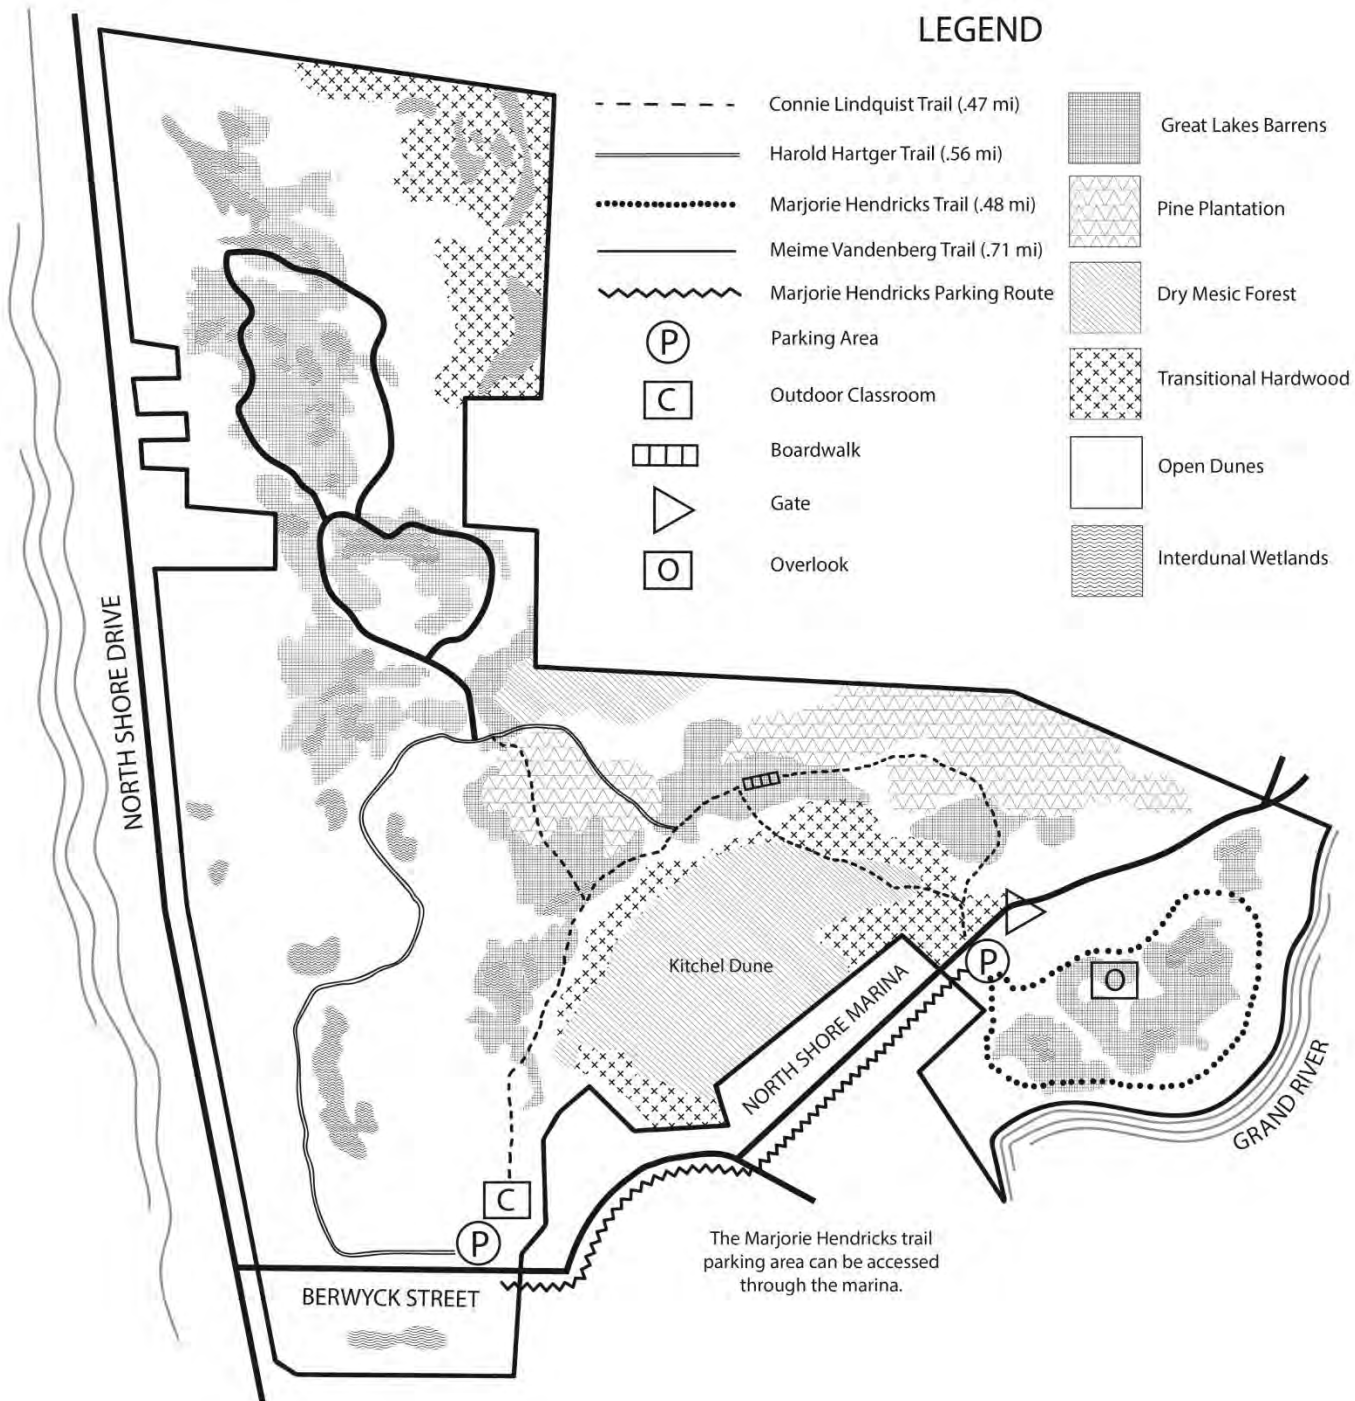 LEGEND
Connie Lindquist Trail (.47 mi)
Harold Hartger Trail (.56 mi)
Marjorie Hendricks Trail (.48 mi)
Meime Vandenberg Trail (.71 mi)
Marjorie Hendricks Parking Route
P
Parking Area
C
Outdoor Classroom
Boardwalk
Gate
O
Overlook
Great Lakes Barrens
Pine Plantation
Dry Mesic Forest
Transitional Hardwood
Open Dunes
Interdunal Wetlands
NORTH SHORE DRIVE
Kitchel Dune
NORTH SHORE MARINA
P
O
GRAND RIVER
C
P
BERWYCK STREET
The Marjorie Hendricks trail
parking area can be accessed
through the marina.